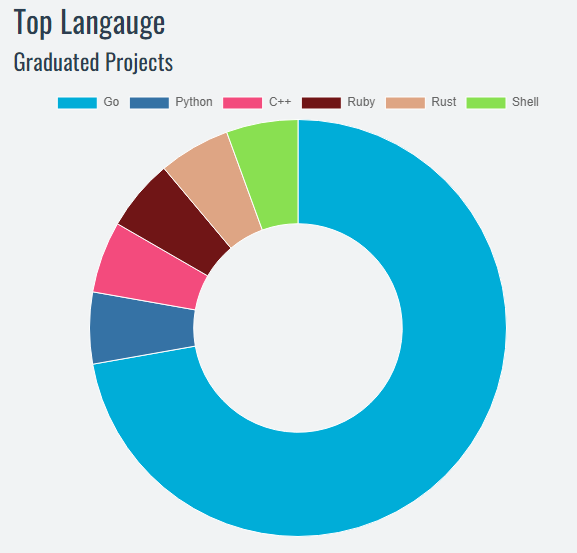 Top Langauge
Graduated Projects
Go Python C++ Ruby Rust Shell